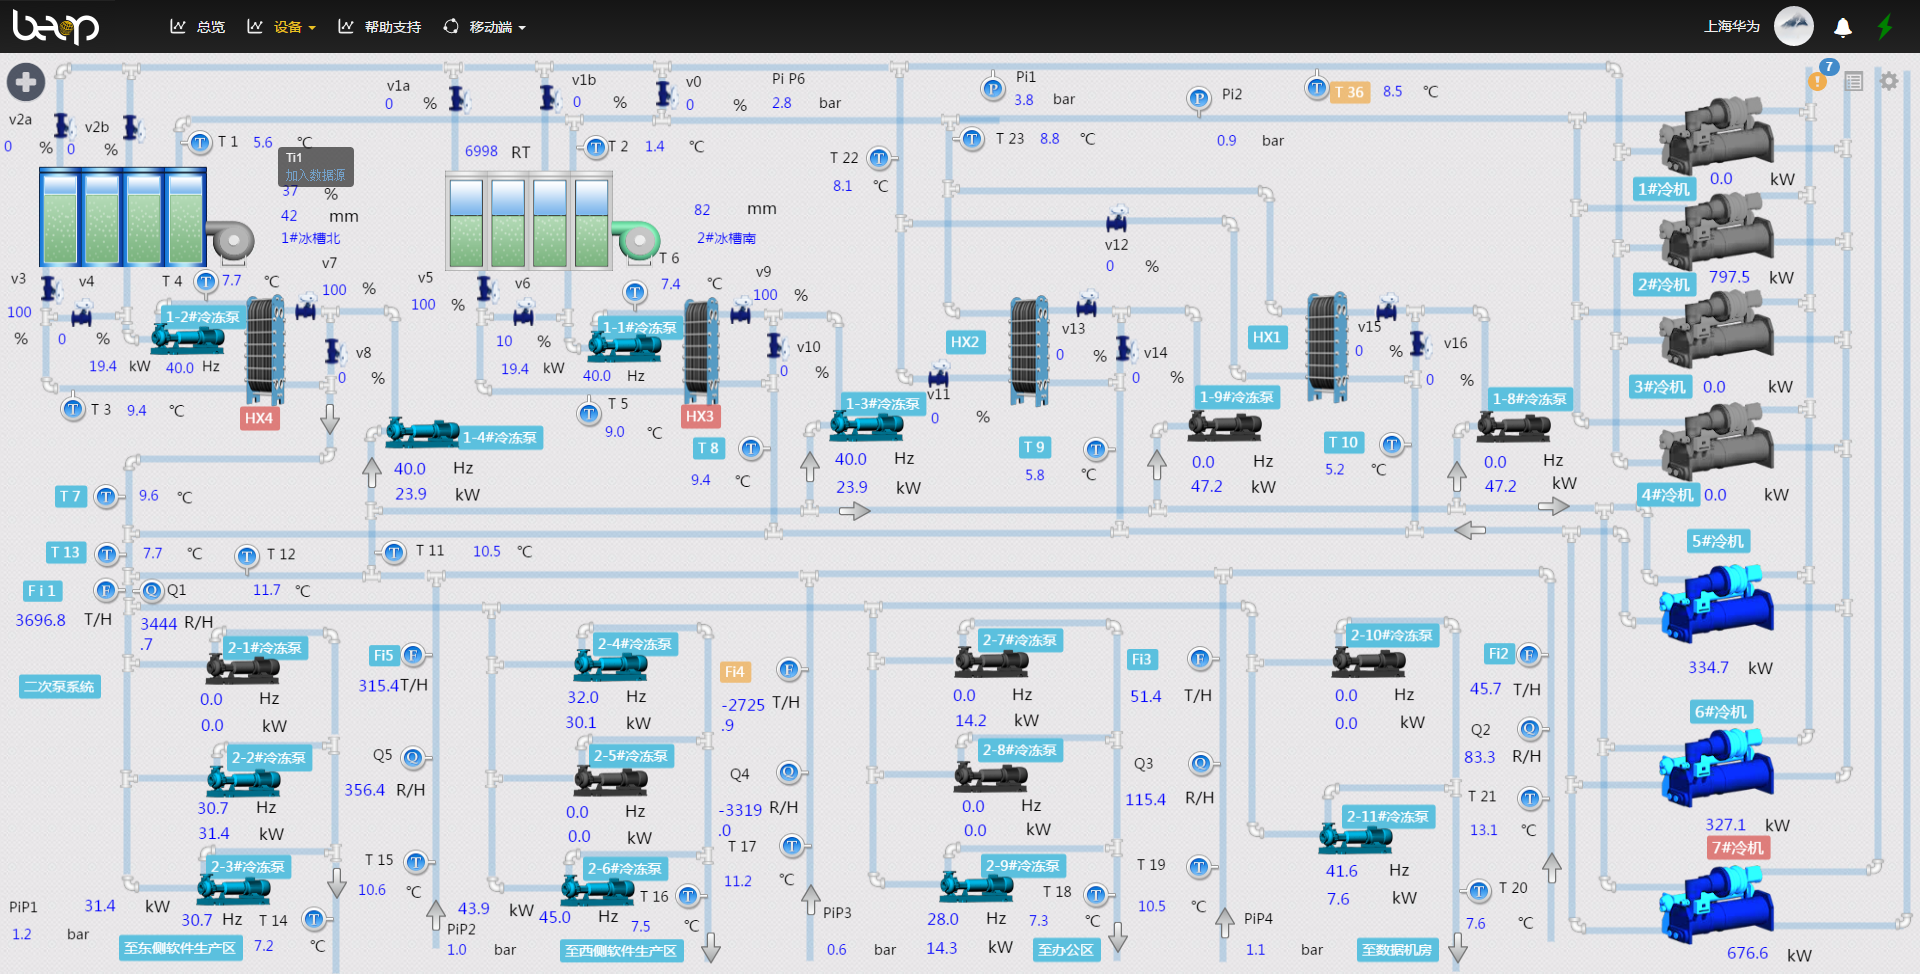 beop
总览
设备
帮助支持
移动端
上海华为
7
v2a
0 %
v2b
0 %
T 1 5.6 ℃
Ti1
加入数据源
37 %
42 mm
1#冰槽北
v1a
0 %
v1b
0 %
v0
0 %
Pi P6
2.8 bar
6998 RT
T 2 1.4 ℃
82 mm
2#冰槽南
Pi1
3.8 bar
Pi2
0.9 bar
T 36 8.5 ℃
T 23 8.8 ℃
T 22
8.1 ℃
v12
0 %
1#冷机 0.0 kW
2#冷机 797.5 kW
3#冷机 0.0 kW
4#冷机 0.0 kW
v3
100
%
v4
0 %
T 4 7.7 ℃
1-2#冷冻泵
19.4 kW 40.0 Hz
v7
100 %
v8
0 %
T 3 9.4 ℃
HX4
v5
100 %
v6
10 %
T 6
7.4 ℃
1-1#冷冻泵
19.4 kW
40.0 Hz
v9
100 %
v10
0 %
T 5
9.0 ℃
HX3
1-4#冷冻泵
40.0 Hz
23.9 kW
T 8
9.4 ℃
1-3#冷冻泵
40.0 Hz
23.9 kW
v11
0 %
HX2
v13
0 %
v14
0 %
T 9
5.8 ℃
1-9#冷冻泵
0.0 Hz
47.2 kW
HX1
v15
0 %
v16
0 %
T 10
5.2 ℃
1-8#冷冻泵
0.0 Hz
47.2 kW
T 7 9.6 ℃
T 13 7.7 ℃
T 12
11.7 ℃
T 11 10.5 ℃
Fi1
3696.8 T/H
Q1
3444 R/H
.7
二次泵系统
2-1#冷冻泵
0.0 Hz
0.0 kW
2-2#冷冻泵
30.7 Hz
31.4 kW
2-3#冷冻泵
31.4 kW
30.7 Hz
PiP1
1.2 bar
T 14
7.2 ℃
至东侧软件生产区
Fi5
315.4 T/H
Q5
356.4 R/H
T 15
10.6 ℃
PiP2
1.0 bar
2-4#冷冻泵
32.0 Hz
30.1 kW
2-5#冷冻泵
0.0 Hz
0.0 kW
2-6#冷冻泵
43.9 kW
45.0 Hz
T 16
7.5 ℃
至西侧软件生产区
Fi4
-2725 T/H
.9
Q4
-3319 R/H
.0
T 17
11.2 ℃
PiP3
0.6 bar
2-7#冷冻泵
0.0 Hz
14.2 kW
2-8#冷冻泵
0.0 Hz
0.0 kW
2-9#冷冻泵
28.0 Hz
14.3 kW
T 18
7.3 ℃
至办公区
Fi3
51.4 T/H
Q3
115.4 R/H
T 19
10.5 ℃
PiP4
1.1 bar
2-10#冷冻泵
0.0 Hz
0.0 kW
2-11#冷冻泵
41.6 Hz
7.6 kW
至数据机房
Fi2
45.7 T/H
Q2
83.3 R/H
T 21
13.1 ℃
T 20
7.6 ℃
5#冷机
334.7 kW
6#冷机
327.1 kW
7#冷机
676.6 kW